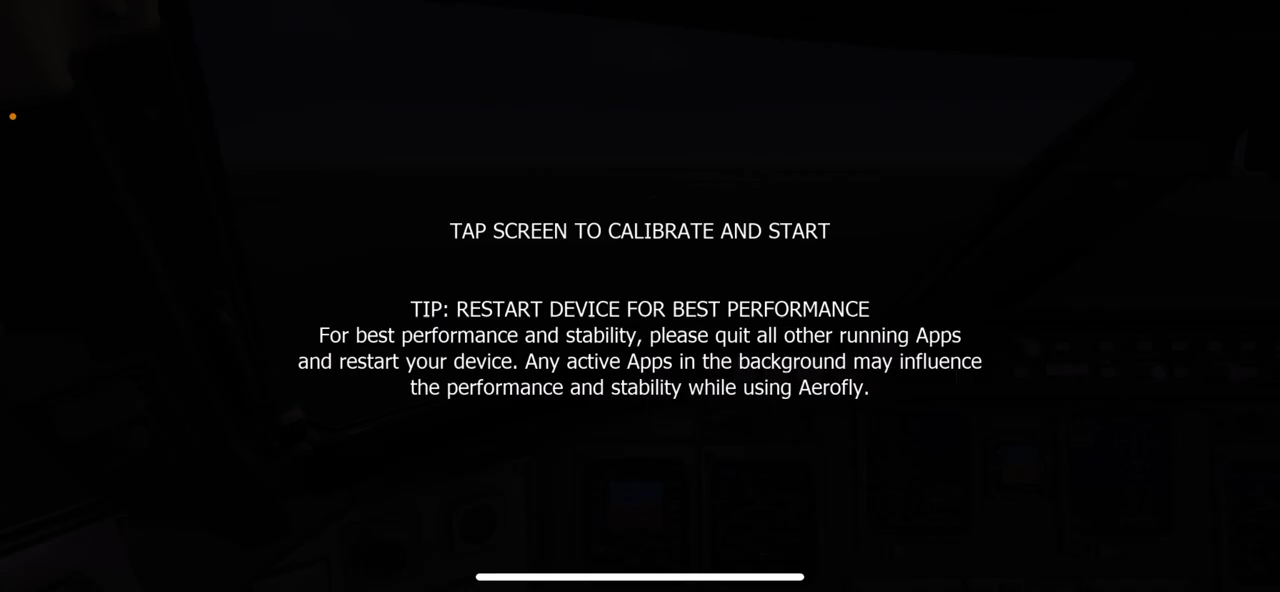 TAP SCREEN TO CALIBRATE AND START
TIP: RESTART DEVICE FOR BEST PERFORMANCE
For best performance and stability, please quit all other running Apps
and restart your device. Any active Apps in the background may influence
the performance and stability while using Aerofly.